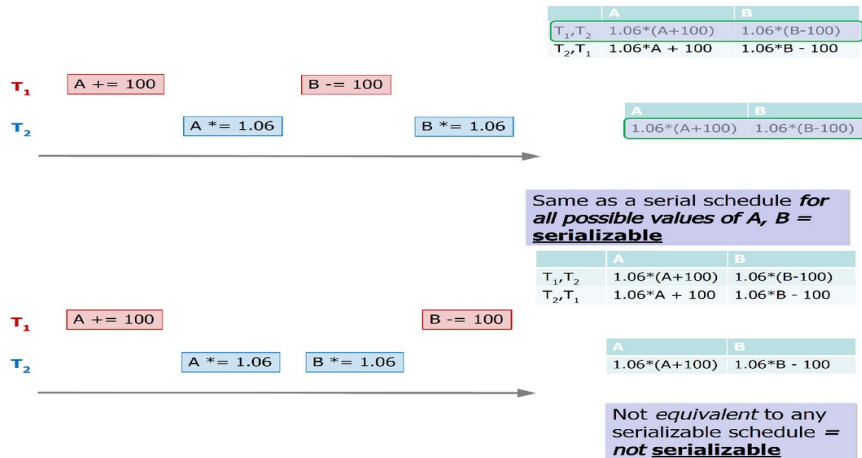 A B
T₁,T₂ 1.06*(A+100) 1.06*(B-100)
T₂,T₁ 1.06*A + 100 1.06*B - 100
T₁ A += 100 B -= 100
T₂ A *= 1.06 B *= 1.06
A B
1.06*(A+100) 1.06*(B-100)
Same as a serial schedule for
all possible values of A, B =
serializable
A B
T₁,T₂ 1.06*(A+100) 1.06*(B-100)
T₂,T₁ 1.06*A + 100 1.06*B - 100
T₁ A += 100 B -= 100
T₂ A *= 1.06 B *= 1.06
A B
1.06*(A+100) 1.06*B - 100
Not equivalent to any
serializable schedule =
not serializable